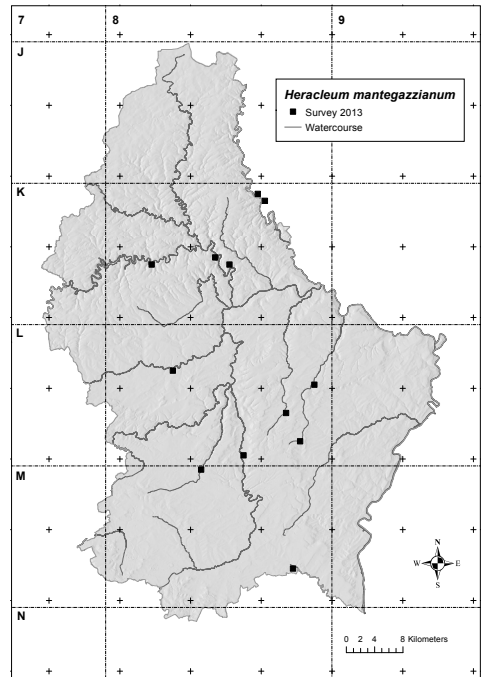 7 8 9
J
Heracleum mantegazzianum
Survey 2013
Watercourse
K
L
M
N
W E
S
N
0 2 4 8 Kilometers